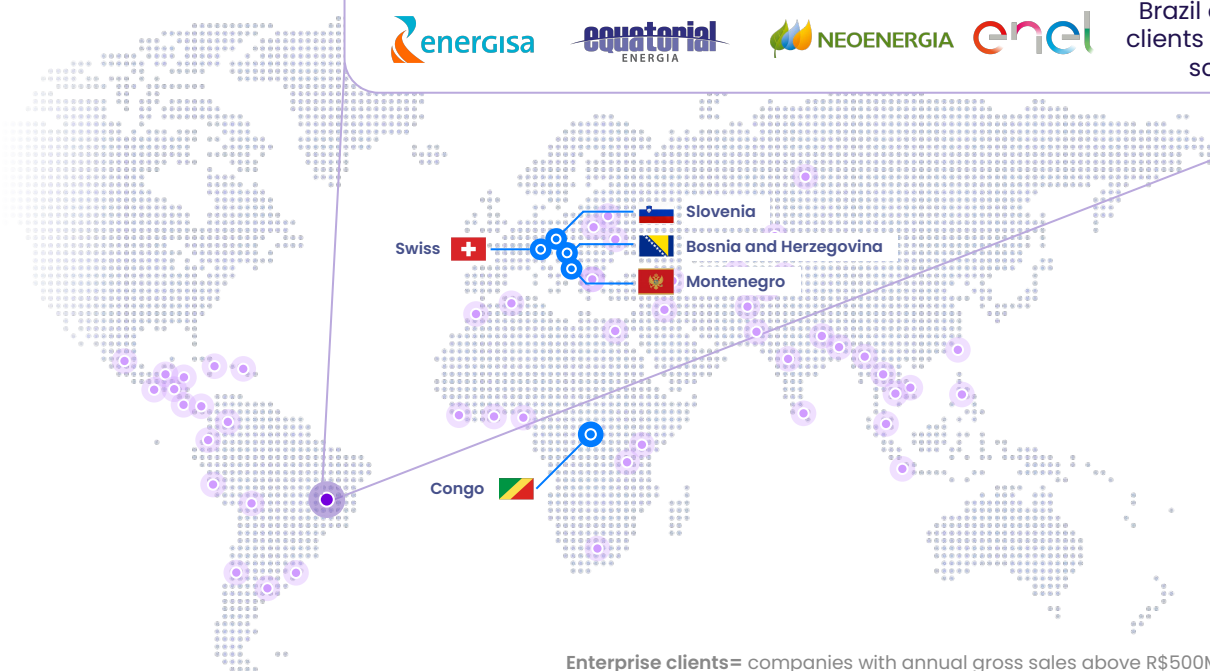 Brazil
energisa
equatorial
ENERGIA
NEOENERGIA
enel
clients
Slovenia
Swiss
Bosnia and Herzegovina
Montenegro
Congo
Enterprise clients= companies with annual gross sales above R$500M